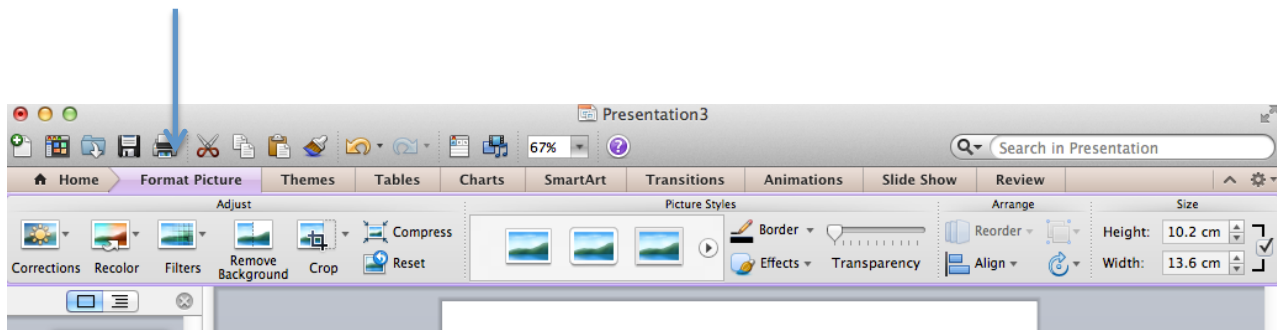 Presentation3
67% ? Search in Presentation
Home Format Picture Themes Tables Charts SmartArt Transitions Animations Slide Show Review
Adjust Picture Styles Arrange Size
Corrections Recolor Filters Remove Background Crop Compress Reset Border Effects Transparency Reorder Align Height: 10.2 cm Width: 13.6 cm